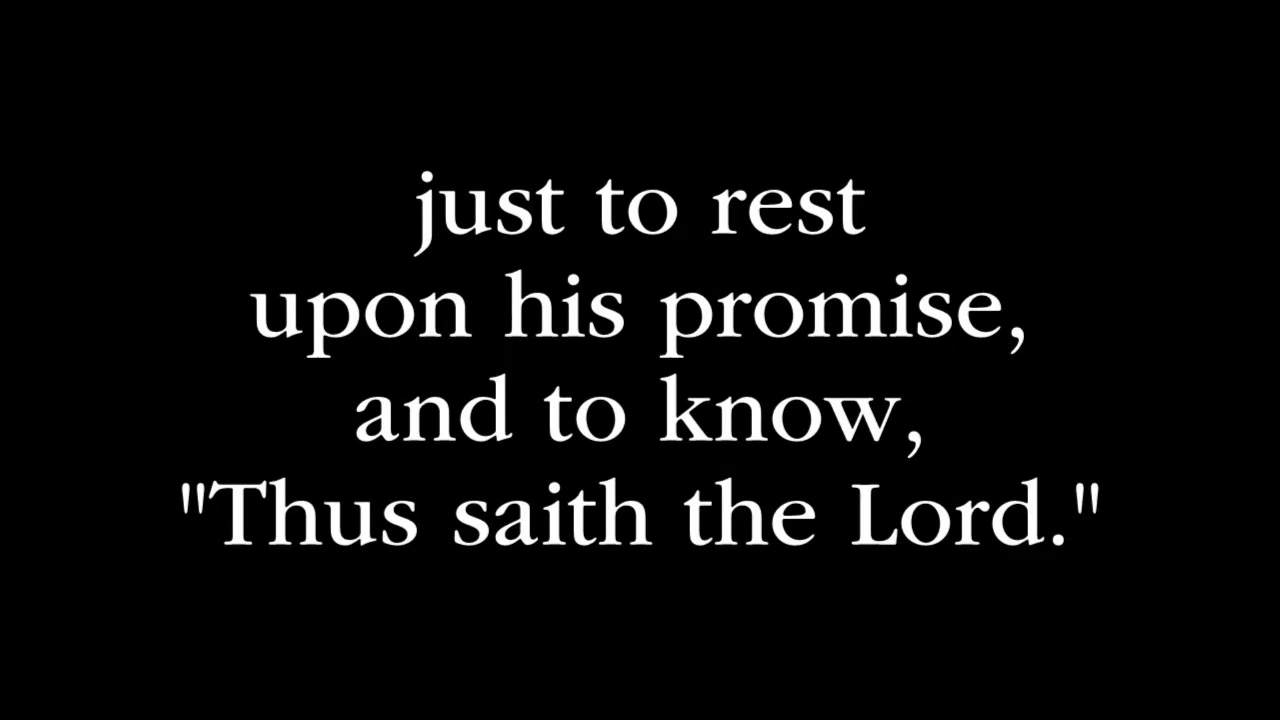 just to rest
upon his promise,
and to know,
"Thus saith the Lord."